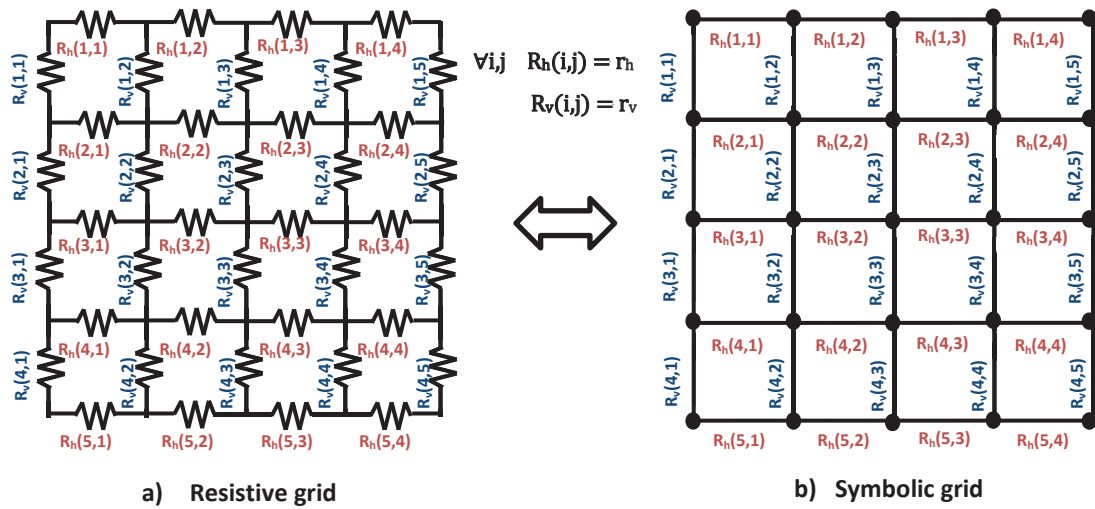 Rh(1,1) Rh(1,2) Rh(1,3) Rh(1,4)
Rv(1,1) Rv(1,2) Rv(1,3) Rv(1,4) Rv(1,5)
Rh(2,1) Rh(2,2) Rh(2,3) Rh(2,4)
Rv(2,1) Rv(2,2) Rv(2,3) Rv(2,4) Rv(2,5)
Rh(3,1) Rh(3,2) Rh(3,3) Rh(3,4)
Rv(3,1) Rv(3,2) Rv(3,3) Rv(3,4) Rv(3,5)
Rh(4,1) Rh(4,2) Rh(4,3) Rh(4,4)
Rv(4,1) Rv(4,2) Rv(4,3) Rv(4,4) Rv(4,5)
Rh(5,1) Rh(5,2) Rh(5,3) Rh(5,4)
a) Resistive grid
∀i,j Rh(i,j) = rh
Rv(i,j) = rv
Rh(1,1) Rh(1,2) Rh(1,3) Rh(1,4)
Rv(1,1) Rv(1,2) Rv(1,3) Rv(1,4) Rv(1,5)
Rh(2,1) Rh(2,2) Rh(2,3) Rh(2,4)
Rv(2,1) Rv(2,2) Rv(2,3) Rv(2,4) Rv(2,5)
Rh(3,1) Rh(3,2) Rh(3,3) Rh(3,4)
Rv(3,1) Rv(3,2) Rv(3,3) Rv(3,4) Rv(3,5)
Rh(4,1) Rh(4,2) Rh(4,3) Rh(4,4)
Rv(4,1) Rv(4,2) Rv(4,3) Rv(4,4) Rv(4,5)
Rh(5,1) Rh(5,2) Rh(5,3) Rh(5,4)
b) Symbolic grid